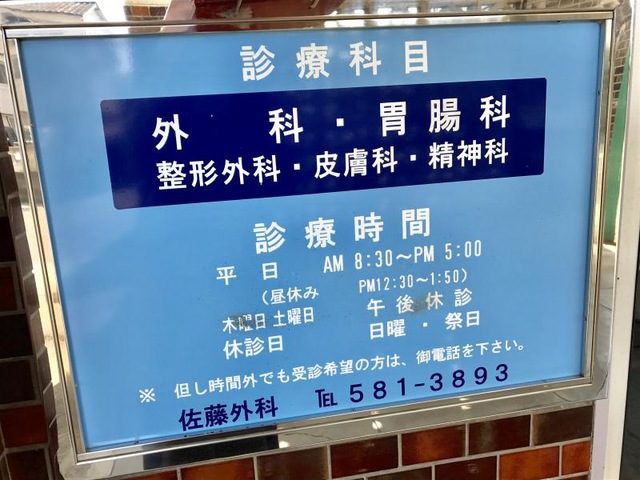 診療科目
外　科・胃腸科
整形外科・皮膚科・精神科
診療時間
平　日　AM 8:30～PM 5:00
(昼休み　PM12:30～1:50)
木曜日 土曜日　午後休診
休診日　日曜・祭日
※　但し時間外でも受診希望の方は、御電話を下さい。
佐藤外科　℡ 581-3893